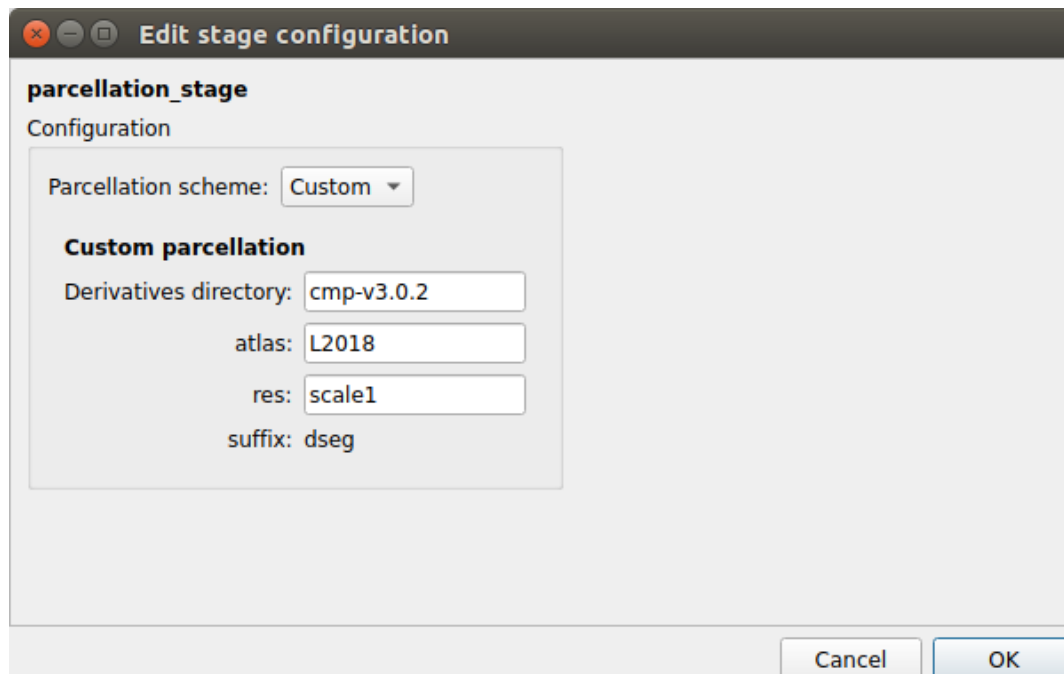 Edit stage configuration
parcellation_stage
Configuration
Parcellation scheme: Custom
Custom parcellation
Derivatives directory: cmp-v3.0.2
atlas: L2018
res: scale1
suffix: dseg
Cancel OK